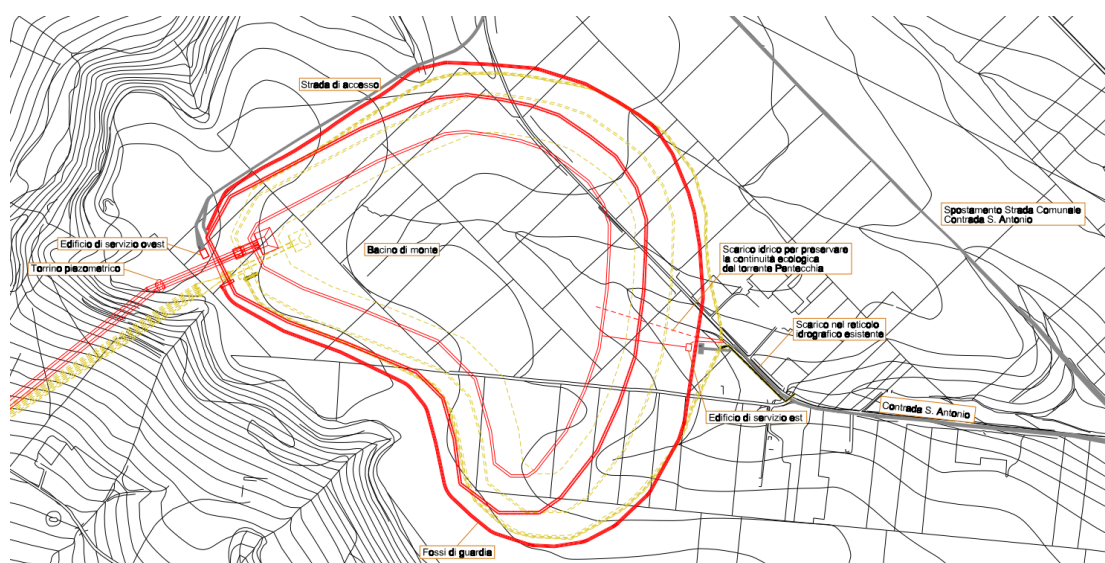 Strada di accesso
Spostamento Strada Comunale
Contrada S. Antonio
Edificio di servizio ovest
Bacino di monte
Scarico idrico per preservare
la continuità ecologica
del torrente Pentecchia
Torrino piezometrico
Scarico nel reticolo
idrografico esistente
Contrada S. Antonio
Edificio di servizio est
Fossi di guardia